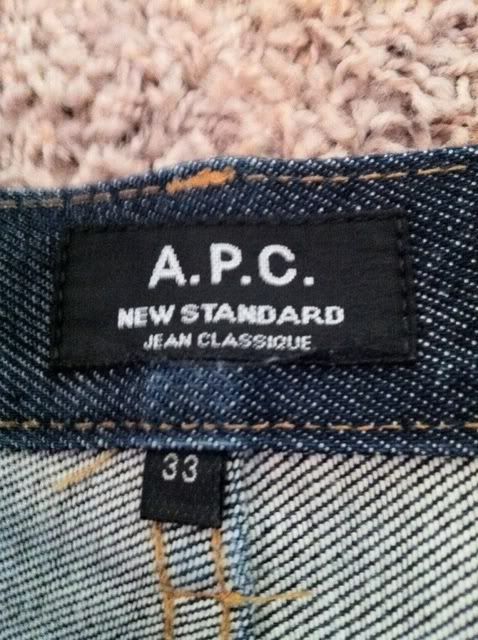 A.P.C.
NEW STANDARD
JEAN CLASSIQUE
33